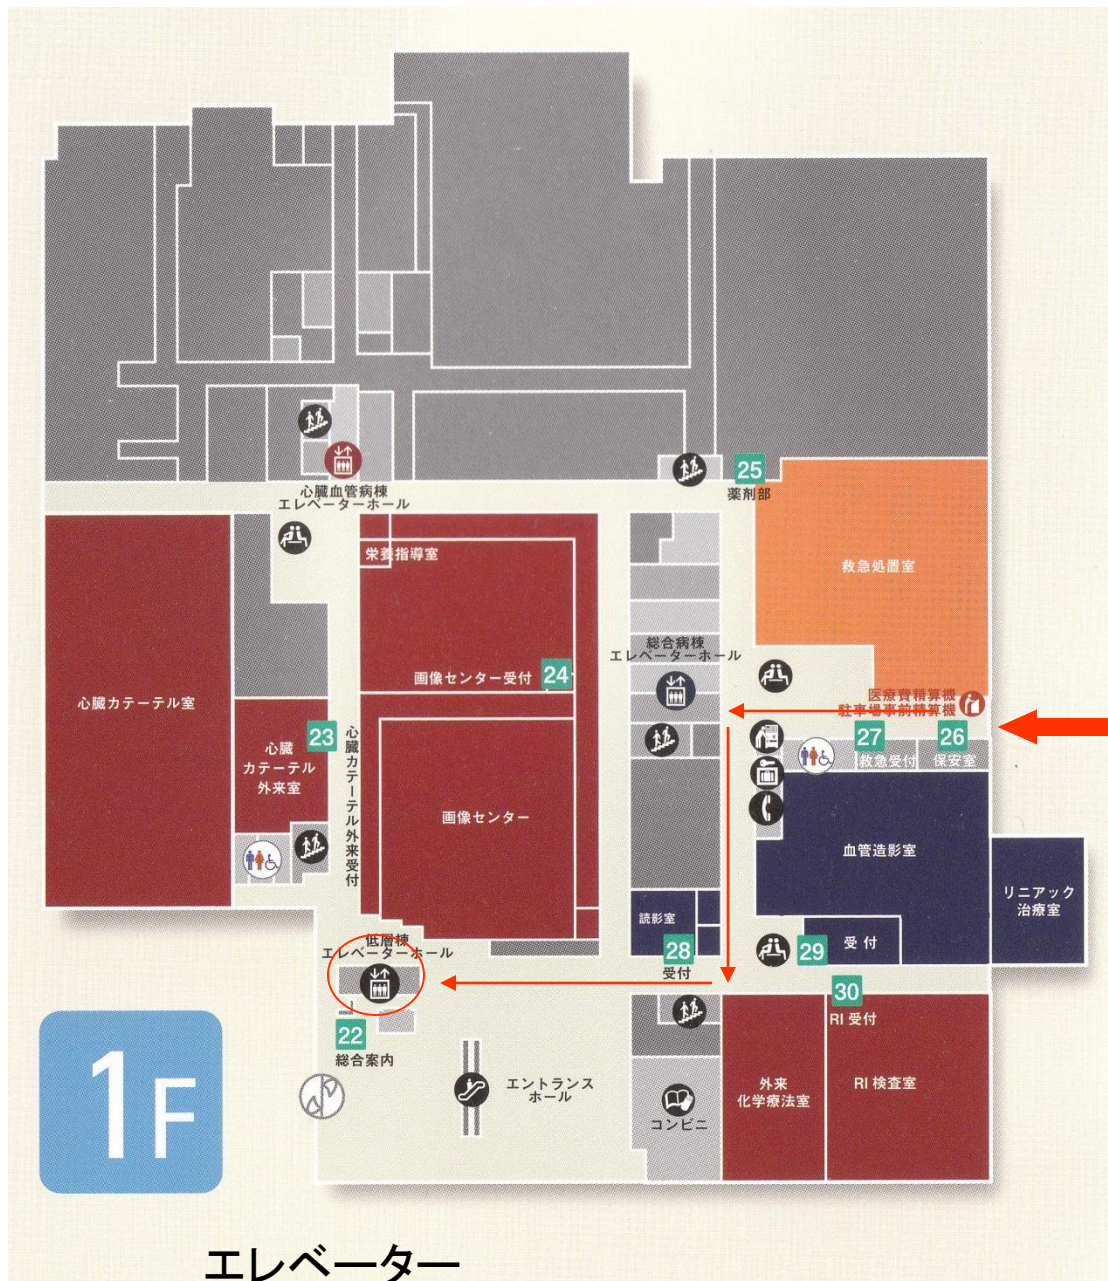 心臓血管病棟
エレベーターホール
25
薬剤部
栄養指導室
救急処置室
総合病棟
エレベーターホール
画像センター受付
24
心臓カテーテル室
医療費精算機
駐車場事前精算機
23
心臓
カテーテル
外来室
心臓カテーテル外来受付
27
救急受付
26
保安室
画像センター
血管造影室
リニアック
治療室
読影室
28
受付
29
受付
低層棟
エレベーターホール
30
RI 受付
22
総合案内
エントランス
ホール
コンビニ
外来
化学療法室
RI 検査室
1F
エレベーター